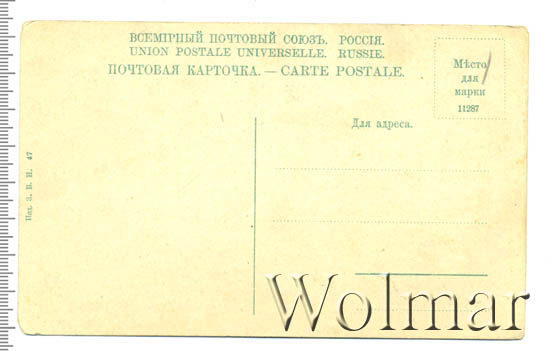 ВСЕМІРНЫЙ ПОЧТОВЫЙ СОЮЗЪ. РОССІЯ.
UNION POSTALE UNIVERSELLE. RUSSIE.
ПОЧТОВАЯ КАРТОЧКА. — CARTE POSTALE.
Мѣсто
для
марки
11287
Для адреса.
Изд. З. В. Н. 47
Wolmar